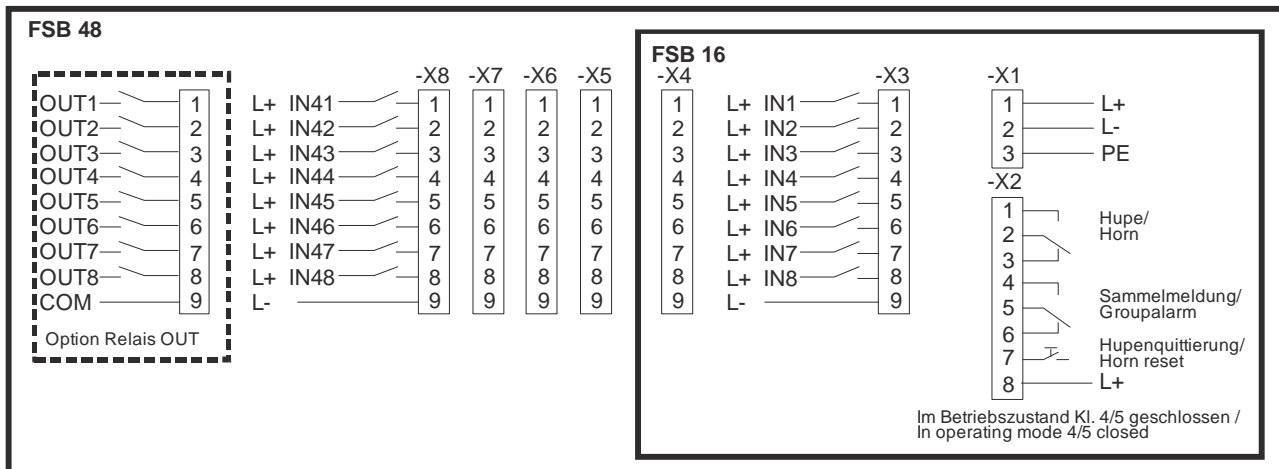 FSB 48
FSB 16
-X8 -X7 -X6 -X5 -X4 -X3 -X1
OUT1 1 L+ IN41 1 1 1 1 1 L+ IN1 1 1 L+
OUT2 2 L+ IN42 2 2 2 2 2 L+ IN2 2 2 L-
OUT3 3 L+ IN43 3 3 3 3 3 L+ IN3 3 3 PE
OUT4 4 L+ IN44 4 4 4 4 4 L+ IN4 4
OUT5 5 L+ IN45 5 5 5 5 5 L+ IN5 5
OUT6 6 L+ IN46 6 6 6 6 6 L+ IN6 6
OUT7 7 L+ IN47 7 7 7 7 7 L+ IN7 7
OUT8 8 L+ IN48 8 8 8 8 8 L+ IN8 8
COM 9 L- 9 9 9 9 9 L- 9
Option Relais OUT
-X2
1
2
3
4
5
6
7
8 L+
Hupe/
Horn
Sammelmeldung/
Groupalarm
Hupenquittierung/
Horn reset
Im Betriebszustand Kl. 4/5 geschlossen /
In operating mode 4/5 closed